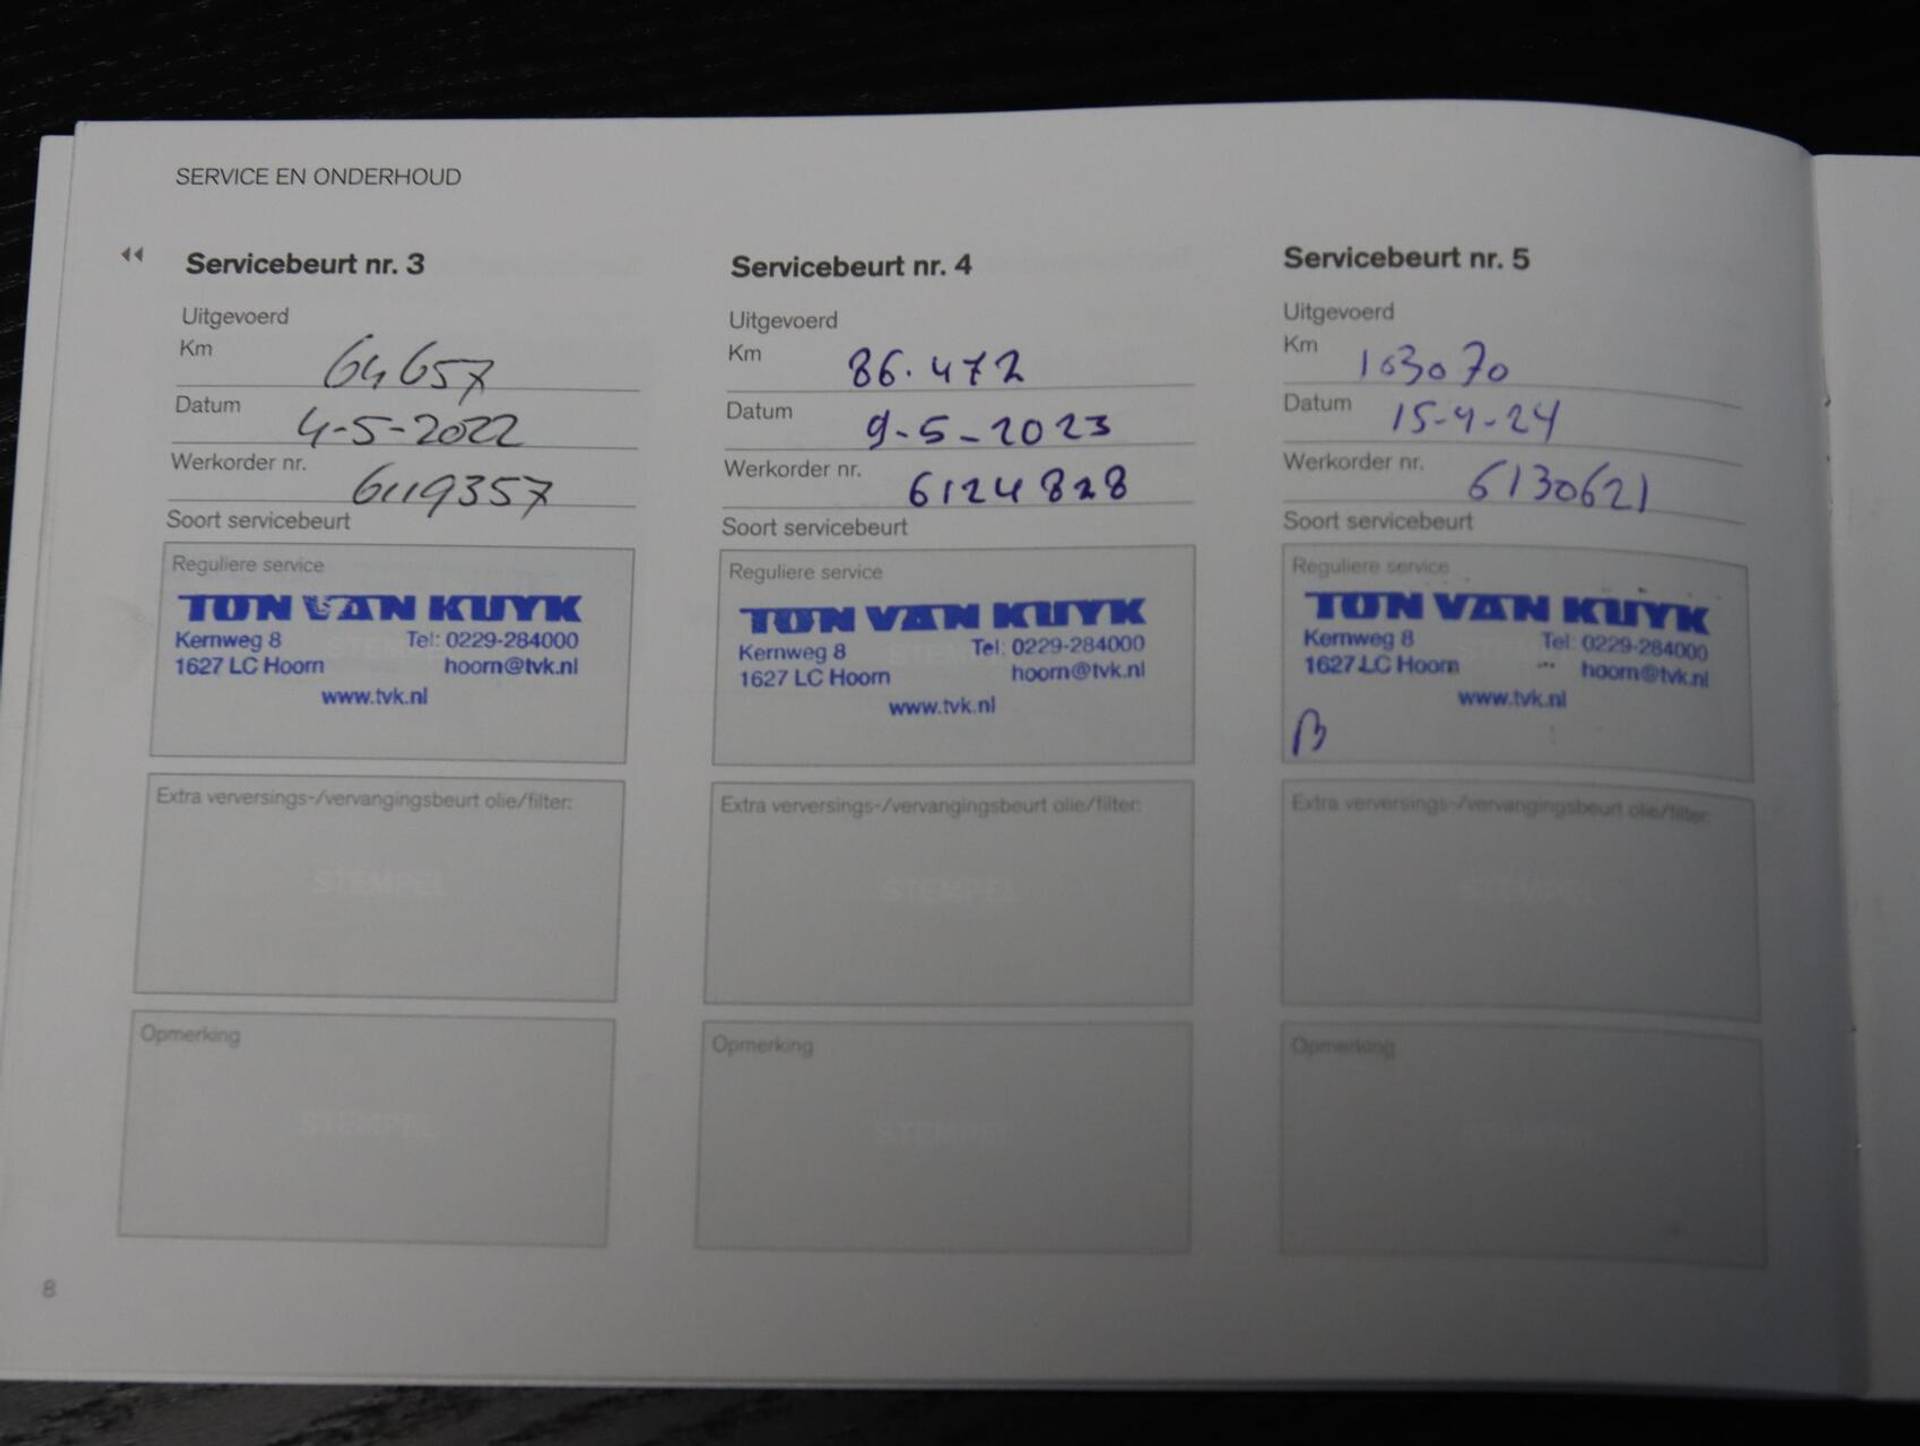 SERVICE EN ONDERHOUD
Servicebeurt nr. 3
Uitgevoerd
Km 64657
Datum 4-5-2022
Werkorder nr. 6119357
Soort servicebeurt
Reguliere service
TON VAN KUYK
Kernweg 8 Tel: 0229-284000
1627 LC Hoorn hoorn@tvk.nl
www.tvk.nl
Extra verversings-/vervangingsbeurt olie/filter:
STEMPEL
Opmerking
STEMPEL
Servicebeurt nr. 4
Uitgevoerd
Km 86.472
Datum 9-5-2023
Werkorder nr. 6124828
Soort servicebeurt
Reguliere service
TON VAN KUYK
Kernweg 8 Tel: 0229-284000
1627 LC Hoorn hoorn@tvk.nl
www.tvk.nl
Extra verversings-/vervangingsbeurt olie/filter:
STEMPEL
Opmerking
STEMPEL
Servicebeurt nr. 5
Uitgevoerd
Km 103070
Datum 15-4-24
Werkorder nr. 6130621
Soort servicebeurt
Reguliere service
TON VAN KUYK
Kernweg 8 Tel: 0229-284000
1627 LC Hoorn hoorn@tvk.nl
www.tvk.nl
Extra verversings-/vervangingsbeurt olie/filter:
STEMPEL
Opmerking
STEMPEL
8